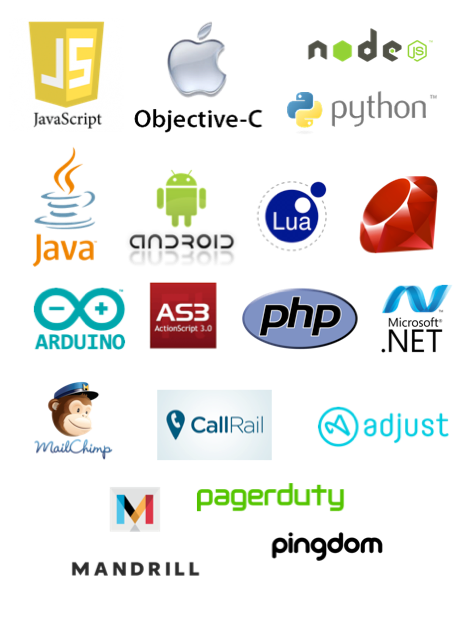 JS
JavaScript
Objective-C
node
JS
python™
Java
ANDROID
Lua
ARDUINO
AS3
ActionScript 3.0
php
Microsoft®
.NET
MailChimp
CallRail
adjust
M
pagerduty
pingdom
MANDRILL